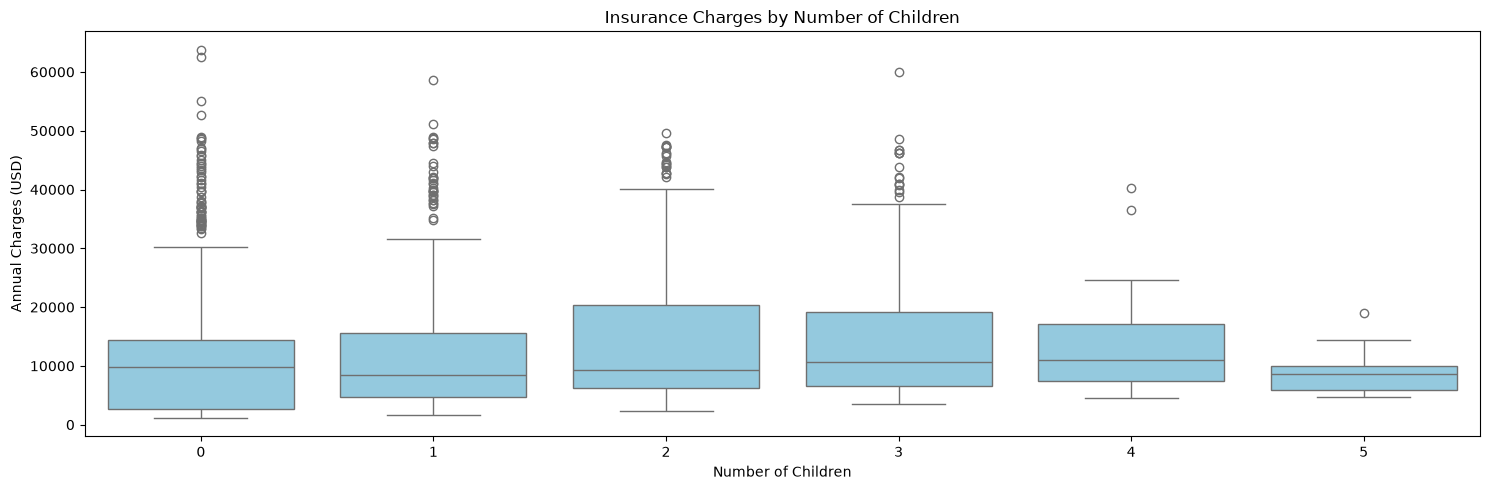 Insurance Charges by Number of Children
Annual Charges (USD)
60000
50000
40000
30000
20000
10000
0
0 1 2 3 4 5
Number of Children